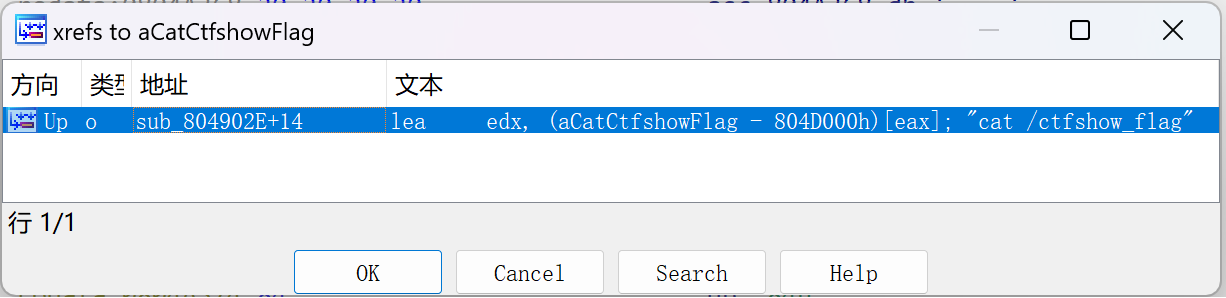 xrefs to aCatCtfshowFlag
方向 类型 地址 文本
Up o sub_804902E+14 lea edx, (aCatCtfshowFlag - 804D000h)[eax]; "cat /ctfshow_flag"
行 1/1
OK Cancel Search Help